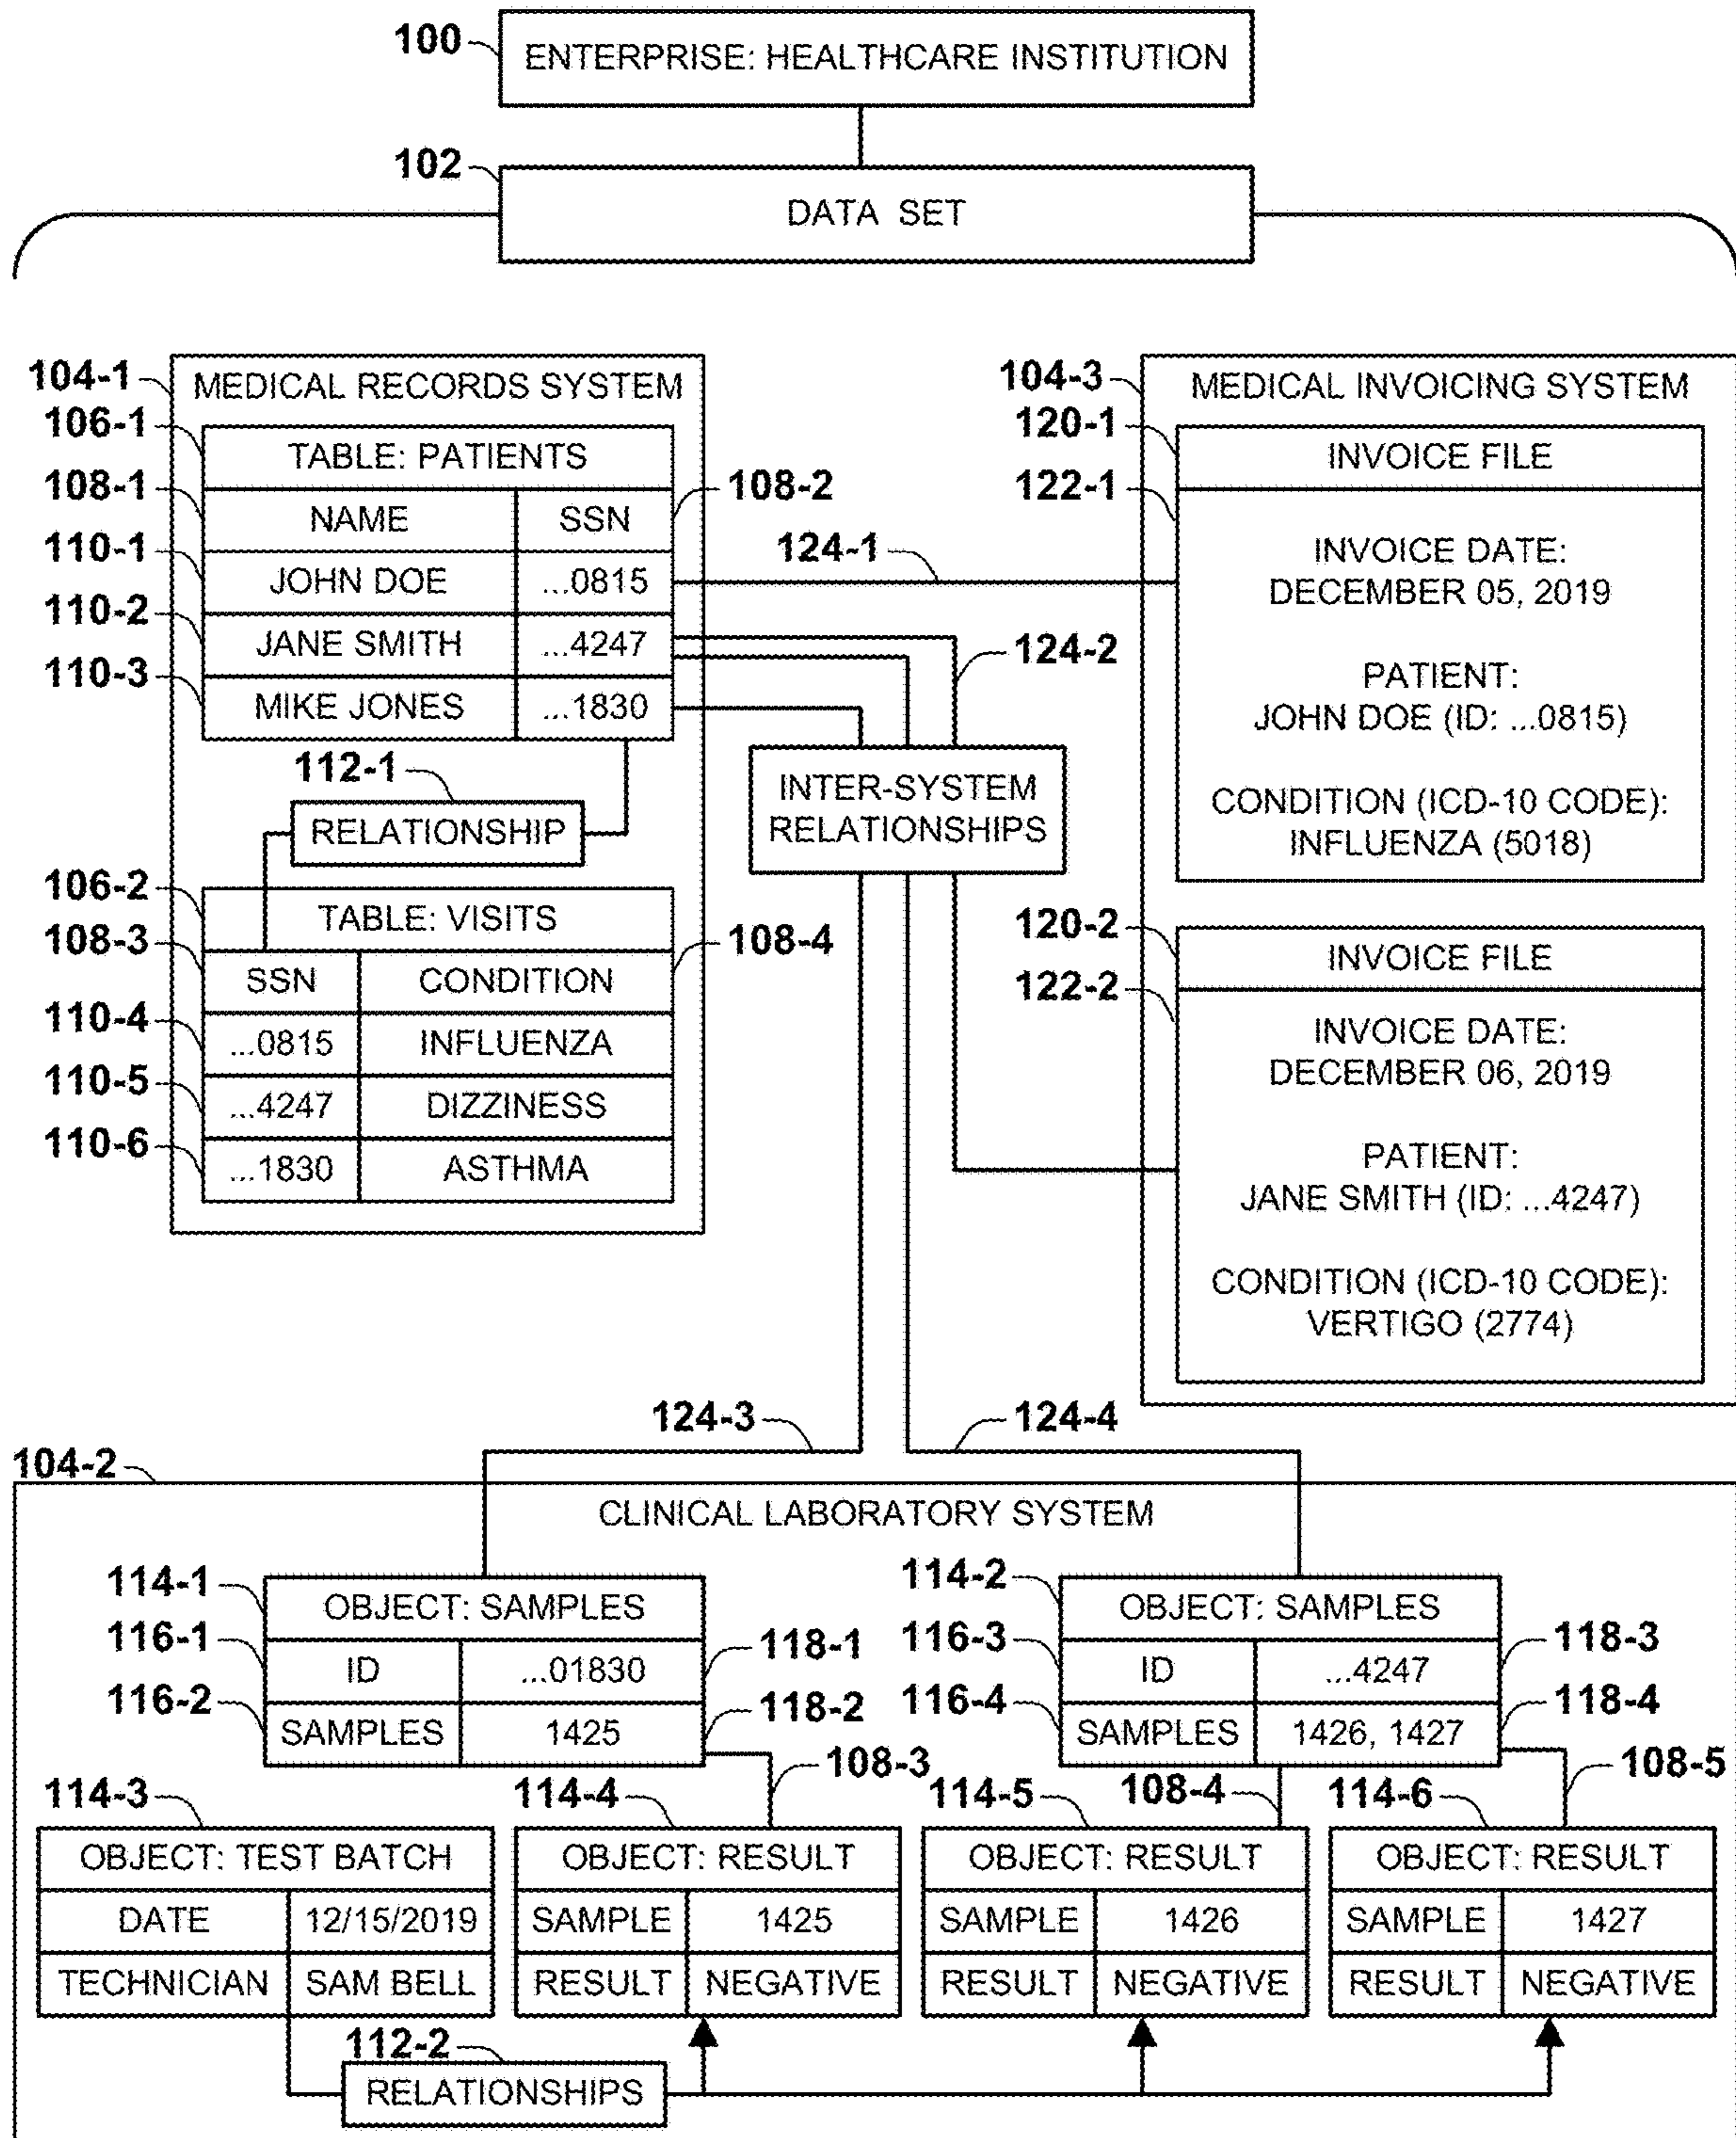 100
ENTERPRISE: HEALTHCARE INSTITUTION
102
DATA SET
104-1
MEDICAL RECORDS SYSTEM
106-1
TABLE: PATIENTS
108-1
108-2
NAME SSN
110-1
JOHN DOE ...0815
110-2
JANE SMITH ...4247
110-3
MIKE JONES ...1830
112-1
RELATIONSHIP
106-2
TABLE: VISITS
108-3
108-4
SSN CONDITION
110-4
...0815 INFLUENZA
110-5
...4247 DIZZINESS
110-6
...1830 ASTHMA
124-1
124-2
INTER-SYSTEM
RELATIONSHIPS
104-3
MEDICAL INVOICING SYSTEM
120-1
INVOICE FILE
122-1
INVOICE DATE:
DECEMBER 05, 2019
PATIENT:
JOHN DOE (ID: ...0815)
CONDITION (ICD-10 CODE):
INFLUENZA (5018)
120-2
INVOICE FILE
122-2
INVOICE DATE:
DECEMBER 06, 2019
PATIENT:
JANE SMITH (ID: ...4247)
CONDITION (ICD-10 CODE):
VERTIGO (2774)
124-3
124-4
104-2
CLINICAL LABORATORY SYSTEM
114-1
OBJECT: SAMPLES
116-1
118-1
ID ...01830
116-2
118-2
SAMPLES 1425
114-2
OBJECT: SAMPLES
116-3
118-3
ID ...4247
116-4
118-4
SAMPLES 1426, 1427
108-3
108-4
108-5
114-3
OBJECT: TEST BATCH
DATE 12/15/2019
TECHNICIAN SAM BELL
114-4
OBJECT: RESULT
SAMPLE 1425
RESULT NEGATIVE
114-5
OBJECT: RESULT
SAMPLE 1426
RESULT NEGATIVE
114-6
OBJECT: RESULT
SAMPLE 1427
RESULT NEGATIVE
112-2
RELATIONSHIPS